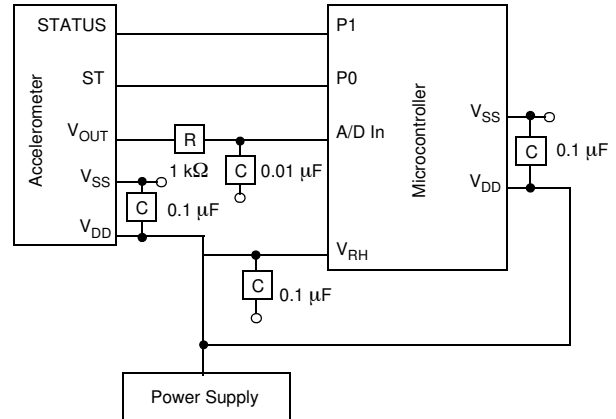 STATUS
P1
ST
P0
Accelerometer
Microcontroller
VOUT
R
A/D In
VSS
1 kΩ
C
0.01 µF
C
0.1 µF
VSS
VDD
C
0.1 µF
VDD
VRH
C
0.1 µF
Power Supply